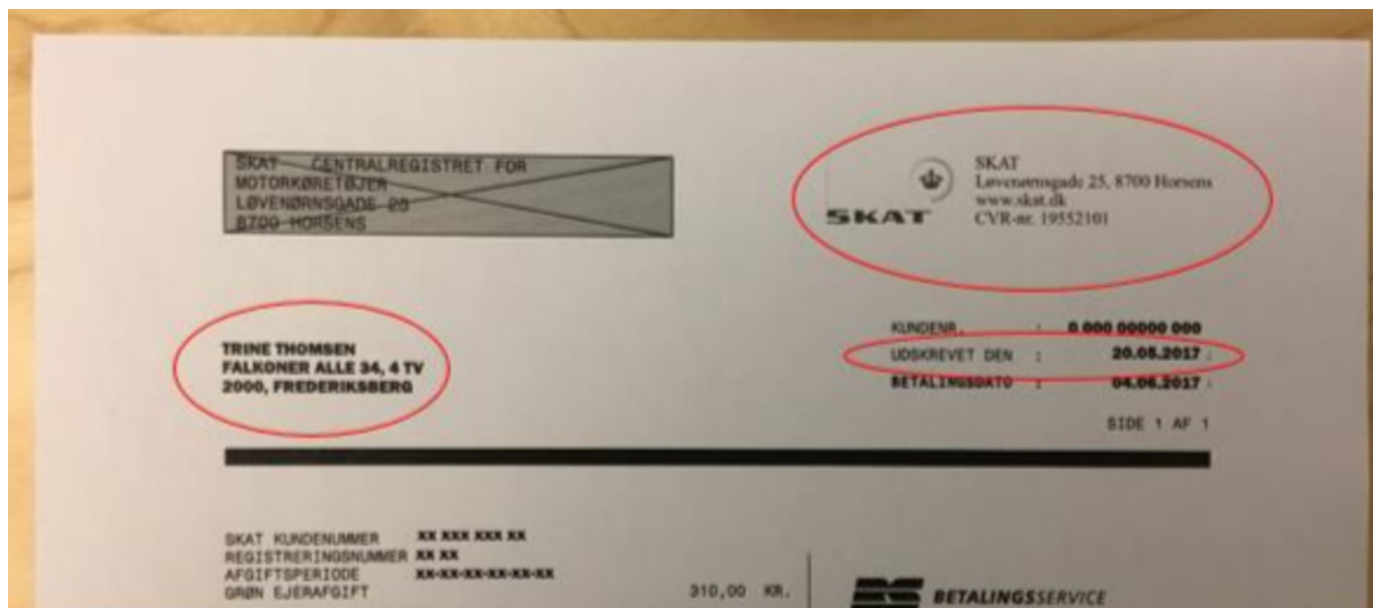 SKAT CENTRALREGISTRET FOR
MOTORKØRETØJER
LØVENØRNSGADE 25
8700 HORSENS
SKAT
SKAT
Løvenørnsgade 25, 8700 Horsens
www.skat.dk
CVR-nr. 19552101
TRINE THOMSEN
FALKONER ALLE 34, 4 TV
2000, FREDERIKSBERG
KUNDENR. : 0 000 00000 000
UDSKREVET DEN : 20.05.2017
BETALINGSDATO : 04.06.2017
SIDE 1 AF 1
SKAT KUNDENUMMER XX XXX XXX XX
REGISTRERINGSNUMMER XX XX
AFGIFTSPERIODE XX-XX-XX-XX-XX-XX
GRØN EJERAFGIFT 310,00 KR.
BETALINGSSERVICE